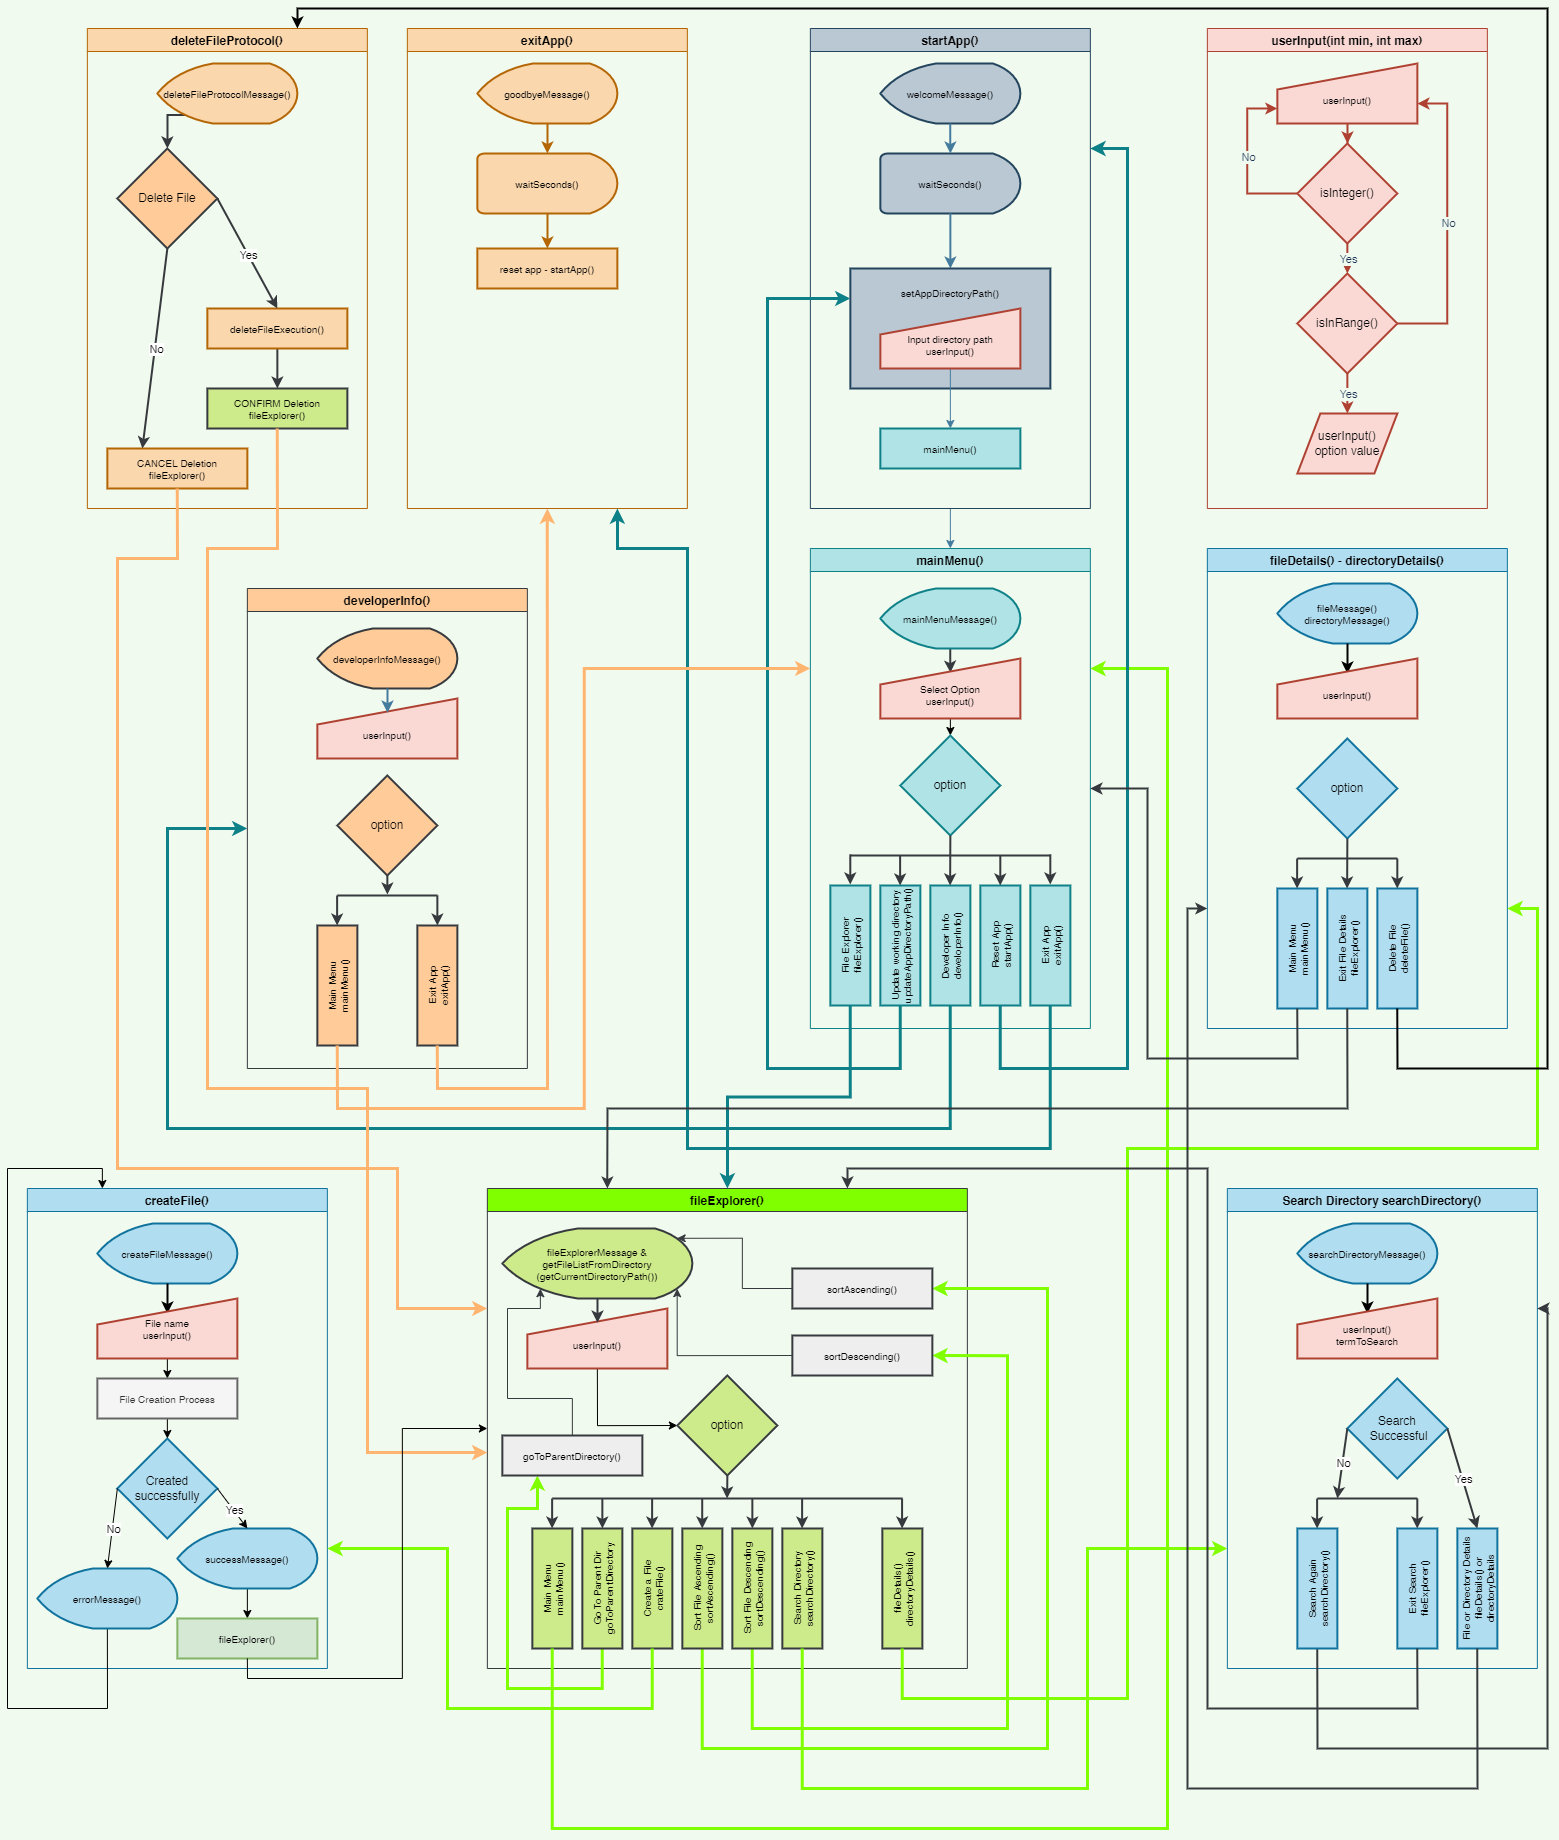 deleteFileProtocol()
deleteFileProtocolMessage()
Delete File
Yes
No
deleteFileExecution()
CONFIRM Deletion
fileExplorer()
CANCEL Deletion
fileExplorer()
exitApp()
goodbyeMessage()
waitSeconds()
reset app - startApp()
startApp()
welcomeMessage()
waitSeconds()
setAppDirectoryPath()
Input directory path
userInput()
mainMenu()
userInput(int min, int max)
userInput()
No
isInteger()
No
Yes
isInRange()
Yes
userInput()
option value
developerInfo()
developerInfoMessage()
userInput()
option
Main Menu
mainMenu()
Exit App
exitApp()
mainMenu()
mainMenuMessage()
Select Option
userInput()
option
File Explorer
fileExplorer()
Update working directory
updateAppDirectoryPath()
Developer Info
developerInfo()
Reset App
startApp()
Exit App
exitApp()
fileDetails() - directoryDetails()
fileMessage()
directoryMessage()
userInput()
option
Main Menu
mainMenu()
Exit File Details
fileExplorer()
Delete File
deleteFile()
createFile()
createFileMessage()
File name
userInput()
File Creation Process
Created
successfully
No
Yes
successMessage()
errorMessage()
fileExplorer()
fileExplorer()
fileExplorerMessage &
getFileListFromDirectory
(getCurrentDirectoryPath())
sortAscending()
userInput()
sortDescending()
option
goToParentDirectory()
Main Menu
mainMenu()
Go To Parent Dir
goToParentDirectory
Create a File
crateFile()
Sort File Ascending
sortAscending()
Sort File Descending
sortDescending()
Search Directory
searchDirectory()
fileDetails()
directoryDetails()
Search Directory searchDirectory()
searchDirectoryMessage()
userInput()
termToSearch
Search
Successful
No
Yes
Search Again
searchDirectory()
Exit Search
fileExplorer()
File or Directory Details
fileDetails() or
directoryDetails